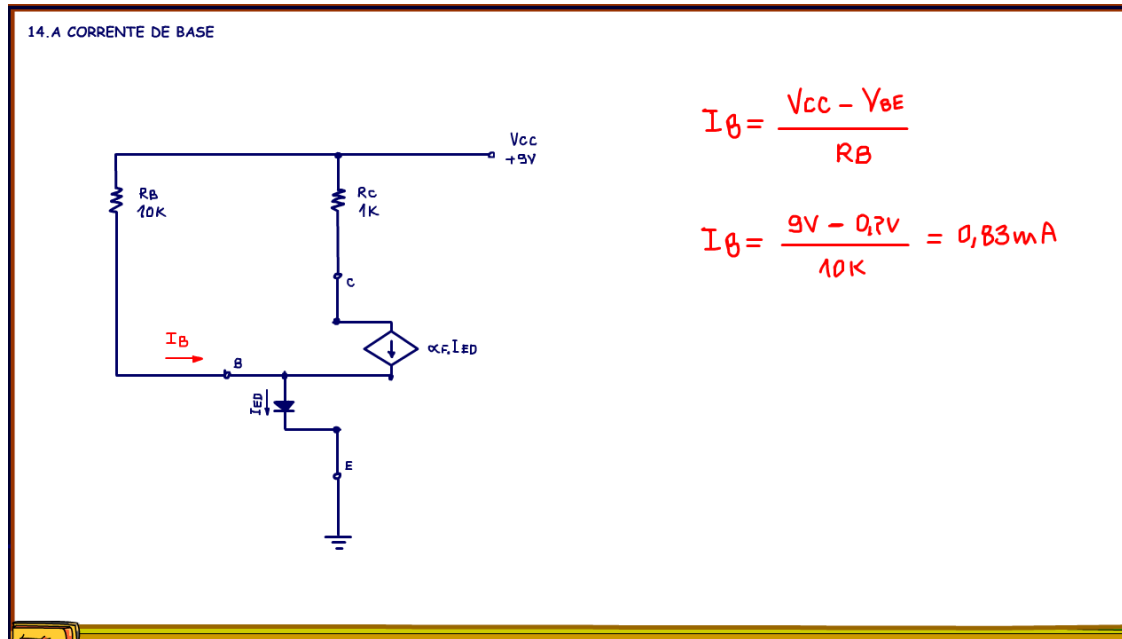 14.A CORRENTE DE BASE
IB = VCC - VBE
RB
IB = 9V - 0,7V = 0,83mA
10K
VCC
+9V
RB
10K
RC
1K
C
αF.IED
IB
B
IED
E